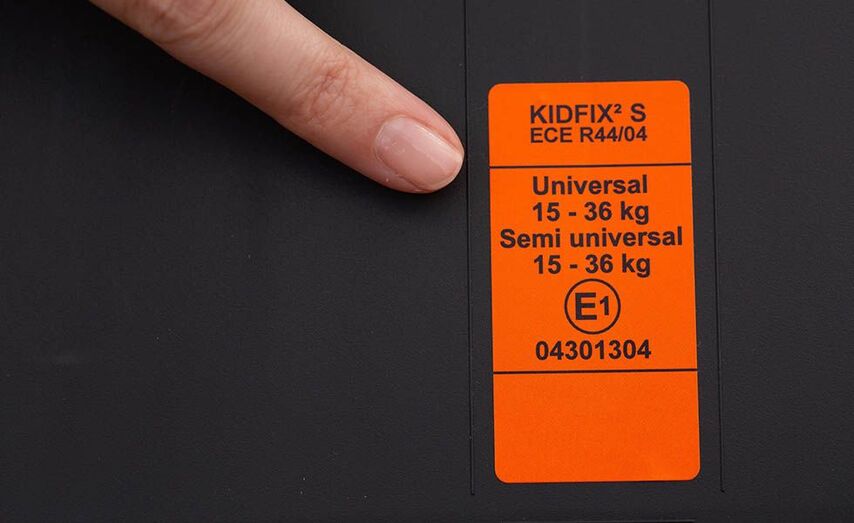 KIDFIX² S
ECE R44/04
Universal
15 - 36 kg
Semi universal
15 - 36 kg
E1
04301304